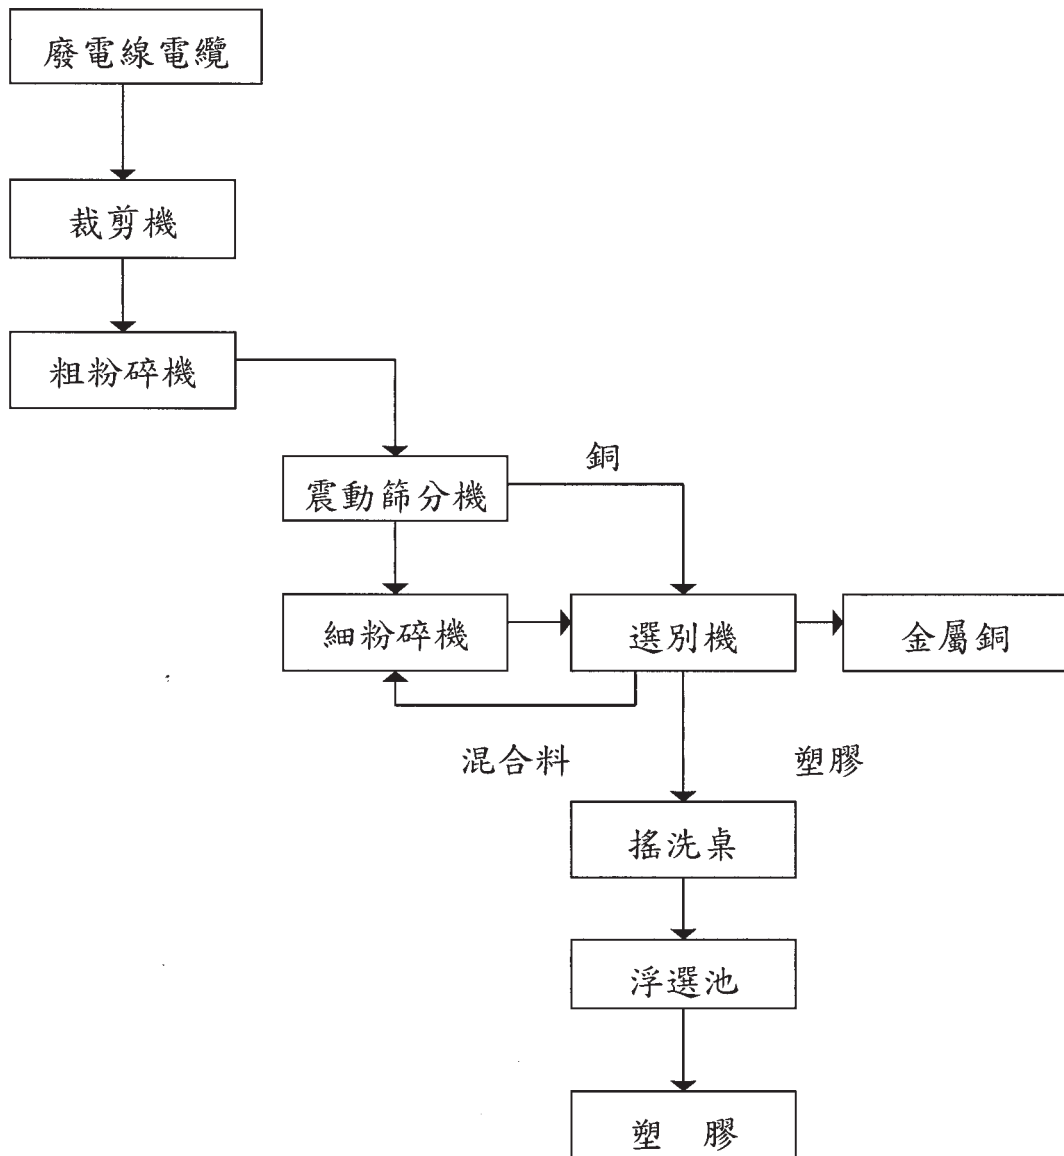 廢電線電纜
裁剪機
粗粉碎機
銅
震動篩分機
細粉碎機
選別機
金屬銅
混合料
塑膠
搖洗桌
浮選池
塑 膠